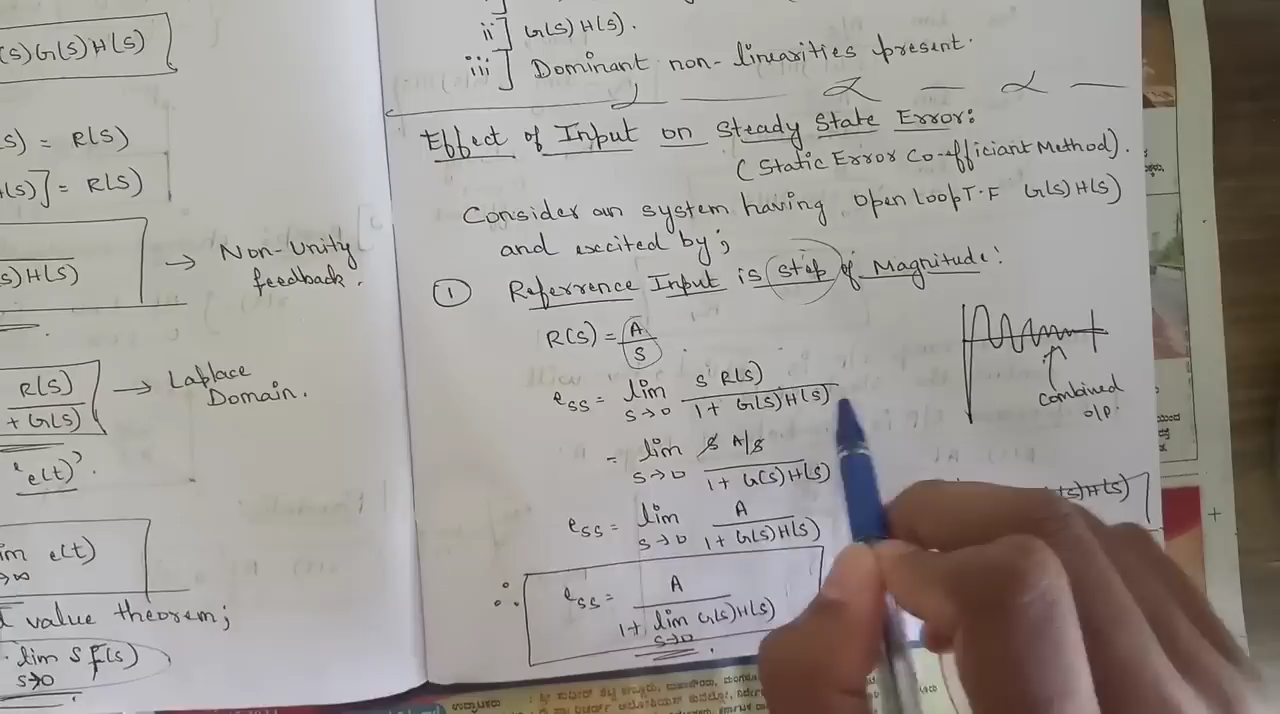 (s)G(s)H(s)
s) = R(s)
H(s)] = R(s)
s)H(s)
→ Non-Unity
feedback.
R(s)
+ G(s)
→ Laplace
Domain.
'e(t)'.
im e(t)
→∞
value theorem;
lim S F(s)
s→0
ii] G(s) H(s).
iii] Dominant non-linearities present.
Effect of Input on Steady State Error:
(Static Error Co-efficiant Method).
Consider an system having open loop T.F G(s) H(s)
and excited by;
① Referrence Input is step of Magnitude:
R(s) = A/s
ess = lim s→0 S R(s) / 1 + G(s)H(s)
= lim s→0 s A/s / 1 + G(s)H(s)
ess = lim s→0 A / 1 + G(s)H(s)
∴ ess = A / 1 + lim s→0 G(s)H(s)
combined
o/p.